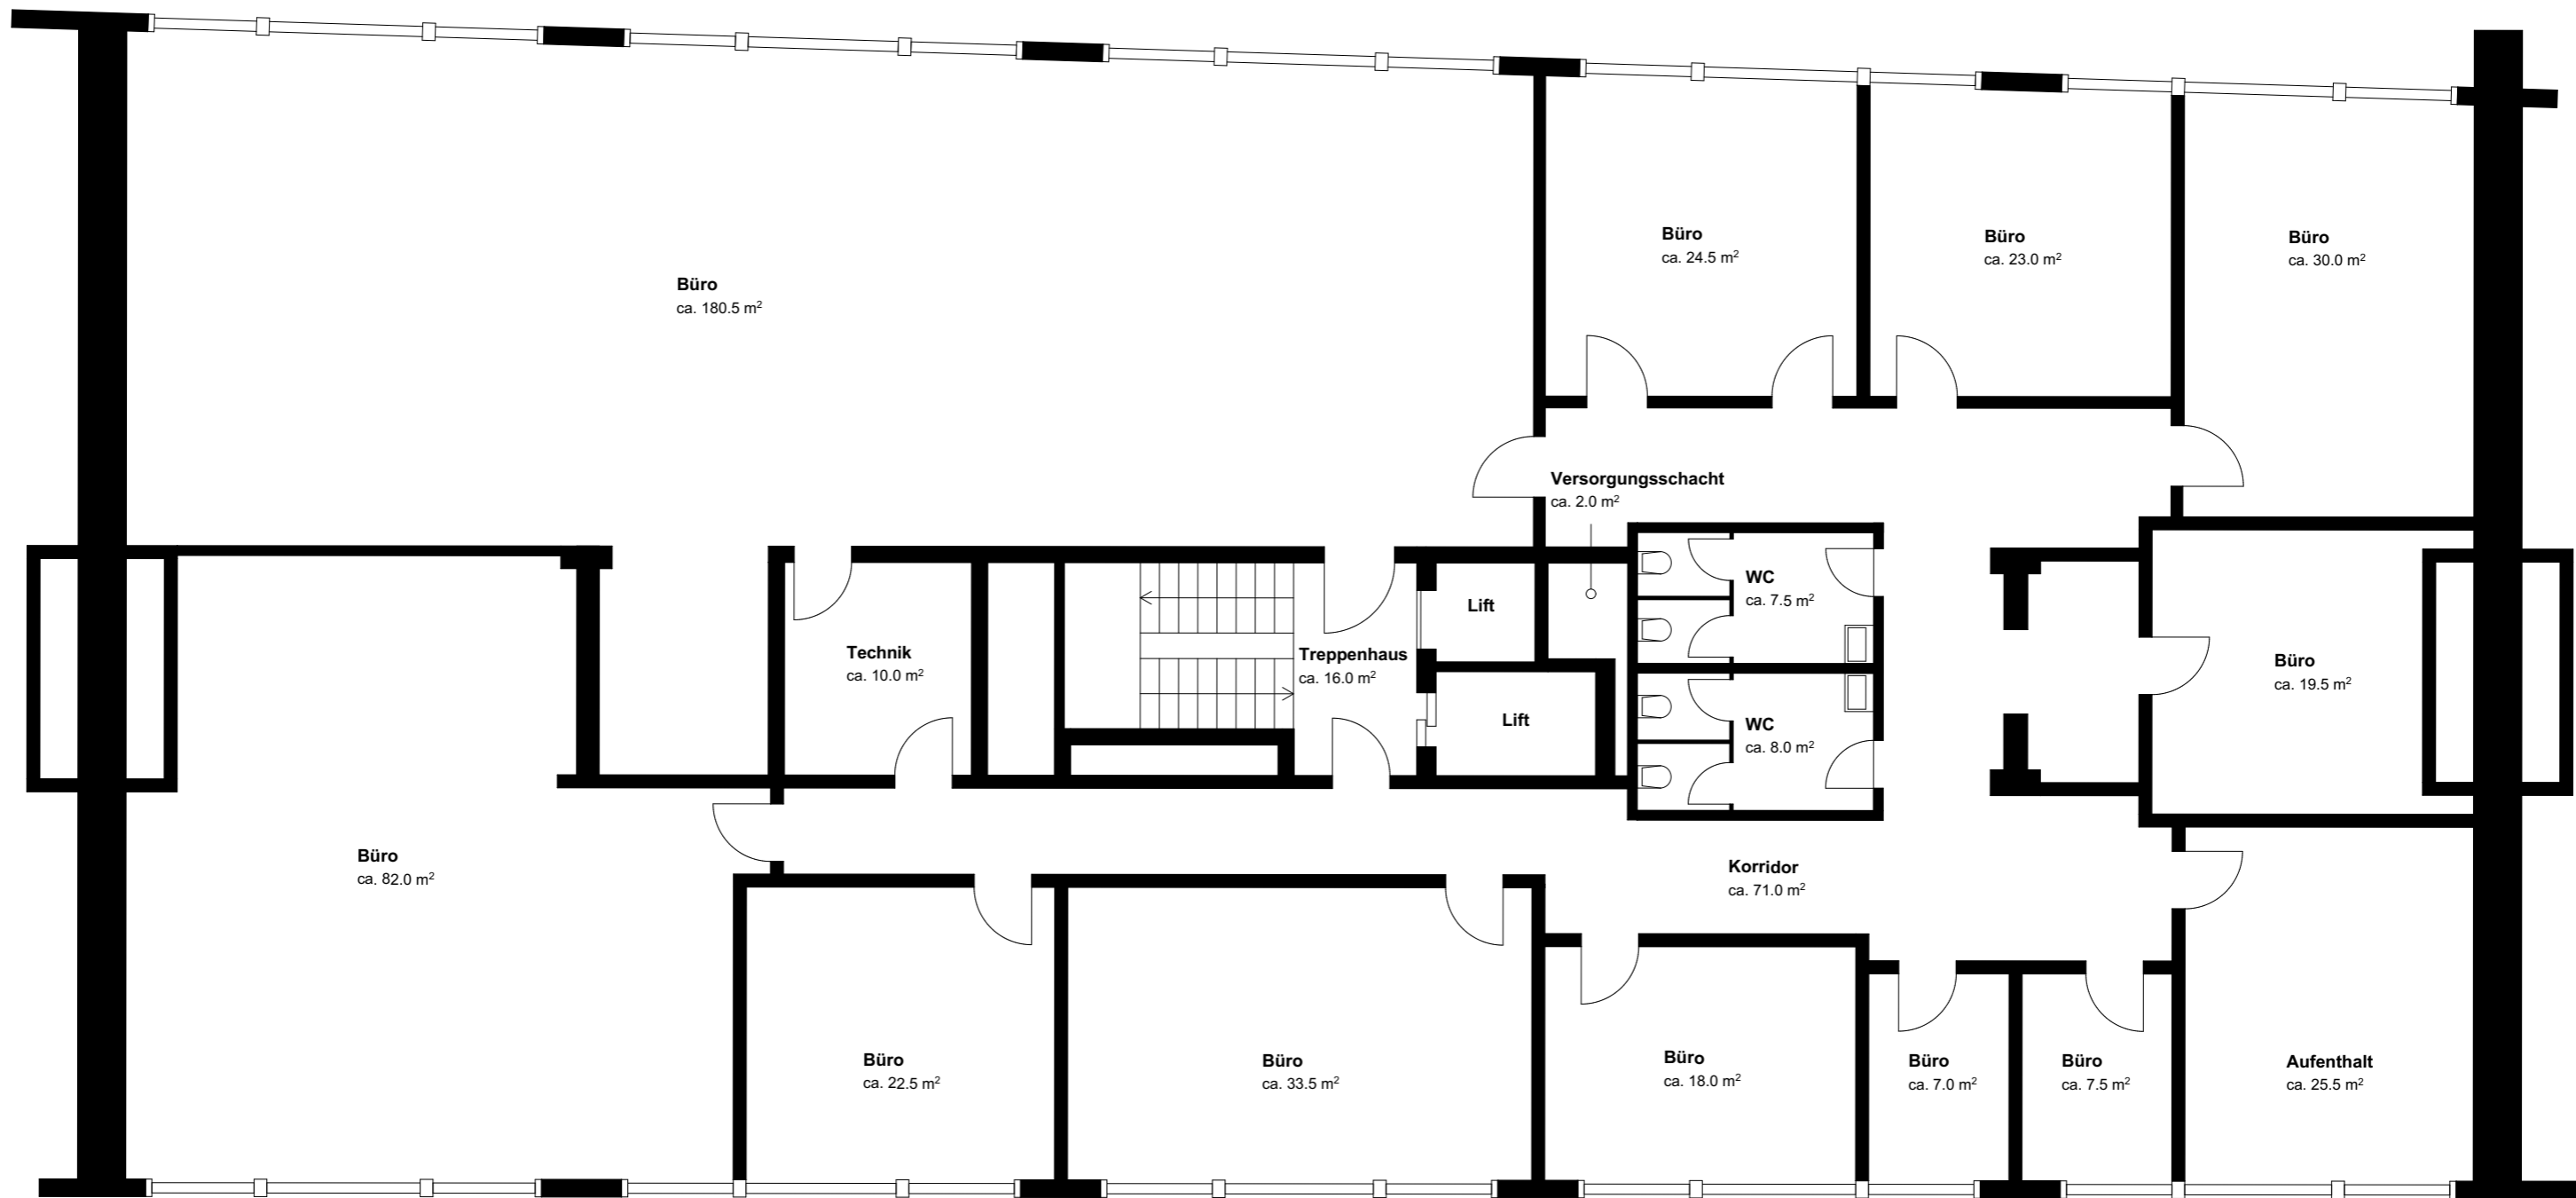 Büro
ca. 24.5 m²
Büro
ca. 23.0 m²
Büro
ca. 30.0 m²
Büro
ca. 180.5 m²
Versorgungsschacht
ca. 2.0 m²
WC
ca. 7.5 m²
Lift
Technik
ca. 10.0 m²
Treppenhaus
ca. 16.0 m²
Büro
ca. 19.5 m²
Lift
WC
ca. 8.0 m²
Büro
ca. 82.0 m²
Korridor
ca. 71.0 m²
Büro
ca. 22.5 m²
Büro
ca. 33.5 m²
Büro
ca. 18.0 m²
Büro
ca. 7.0 m²
Büro
ca. 7.5 m²
Aufenthalt
ca. 25.5 m²